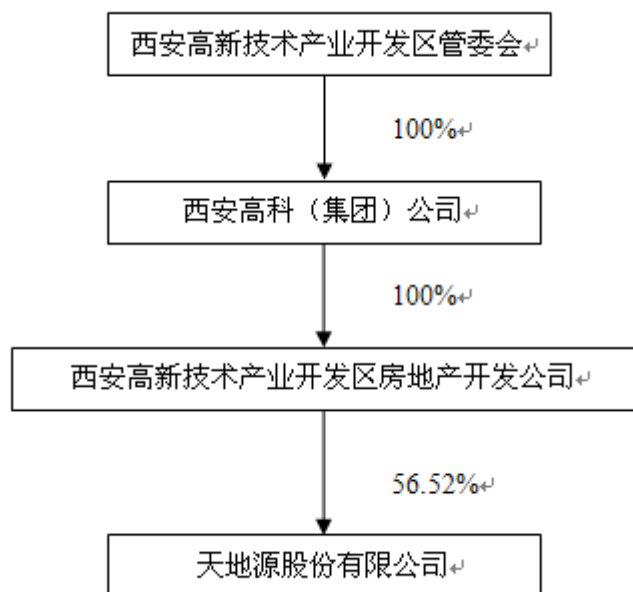 西安高新技术产业开发区管委会↵
100%↵
西安高科（集团）公司↵
100%↵
西安高新技术产业开发区房地产开发公司↵
56.52%↵
天地源股份有限公司↵